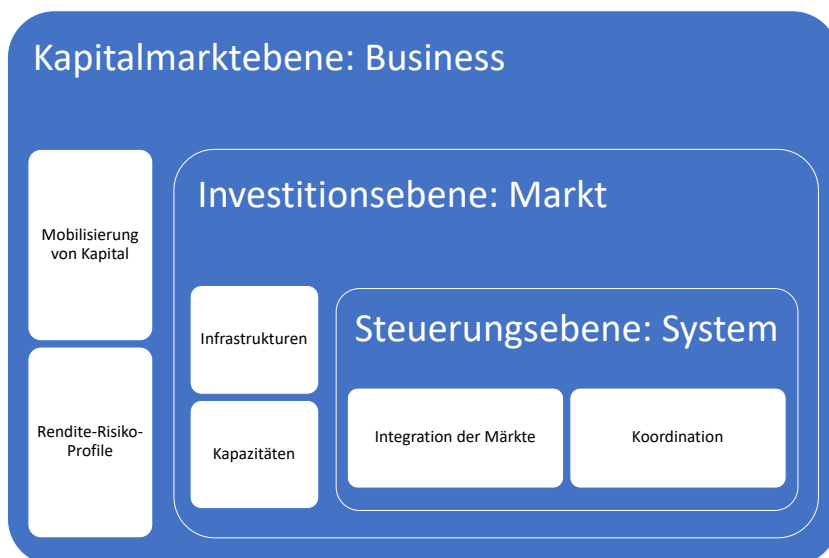 Kapitalmarktebene: Business
Mobilisierung
von Kapital
Rendite-Risiko-
Profile
Investitionsebene: Markt
Infrastrukturen
Kapazitäten
Steuerungsebene: System
Integration der Märkte
Koordination